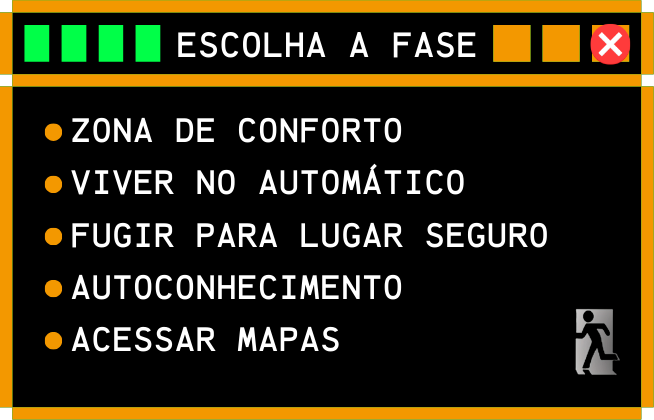 ESCOLHA A FASE
ZONA DE CONFORTO
VIVER NO AUTOMÁTICO
FUGIR PARA LUGAR SEGURO
AUTOCONHECIMENTO
ACESSAR MAPAS